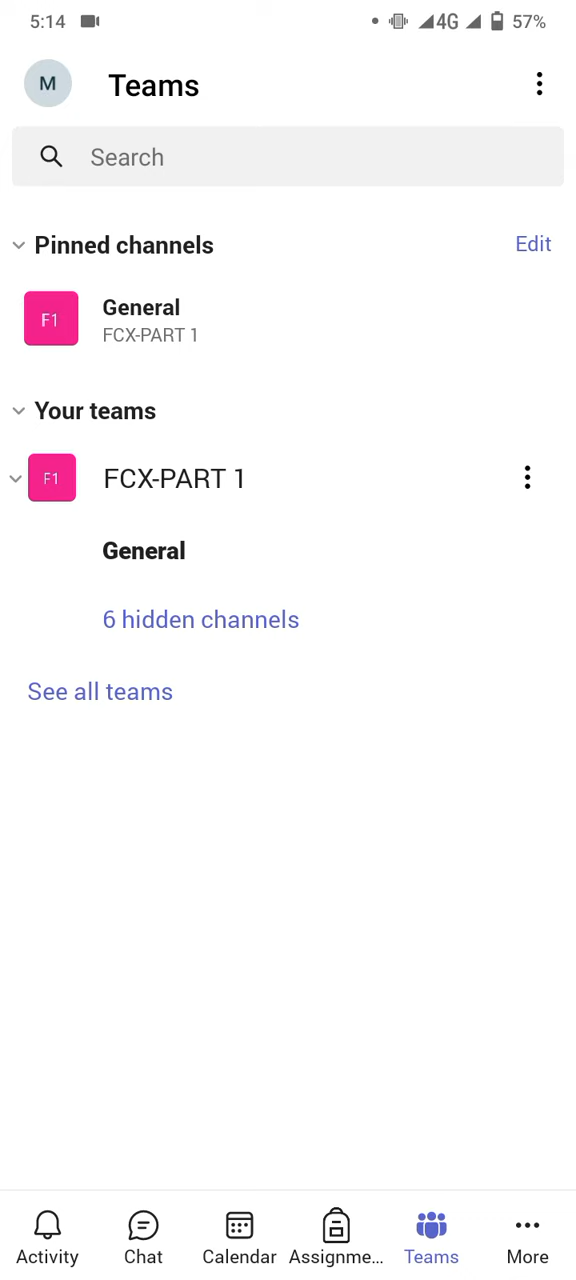 5:14 4G 57%
M Teams
Search
Pinned channels Edit
F1 General
FCX-PART 1
Your teams
F1 FCX-PART 1
General
6 hidden channels
See all teams
Activity Chat Calendar Assignme... Teams More